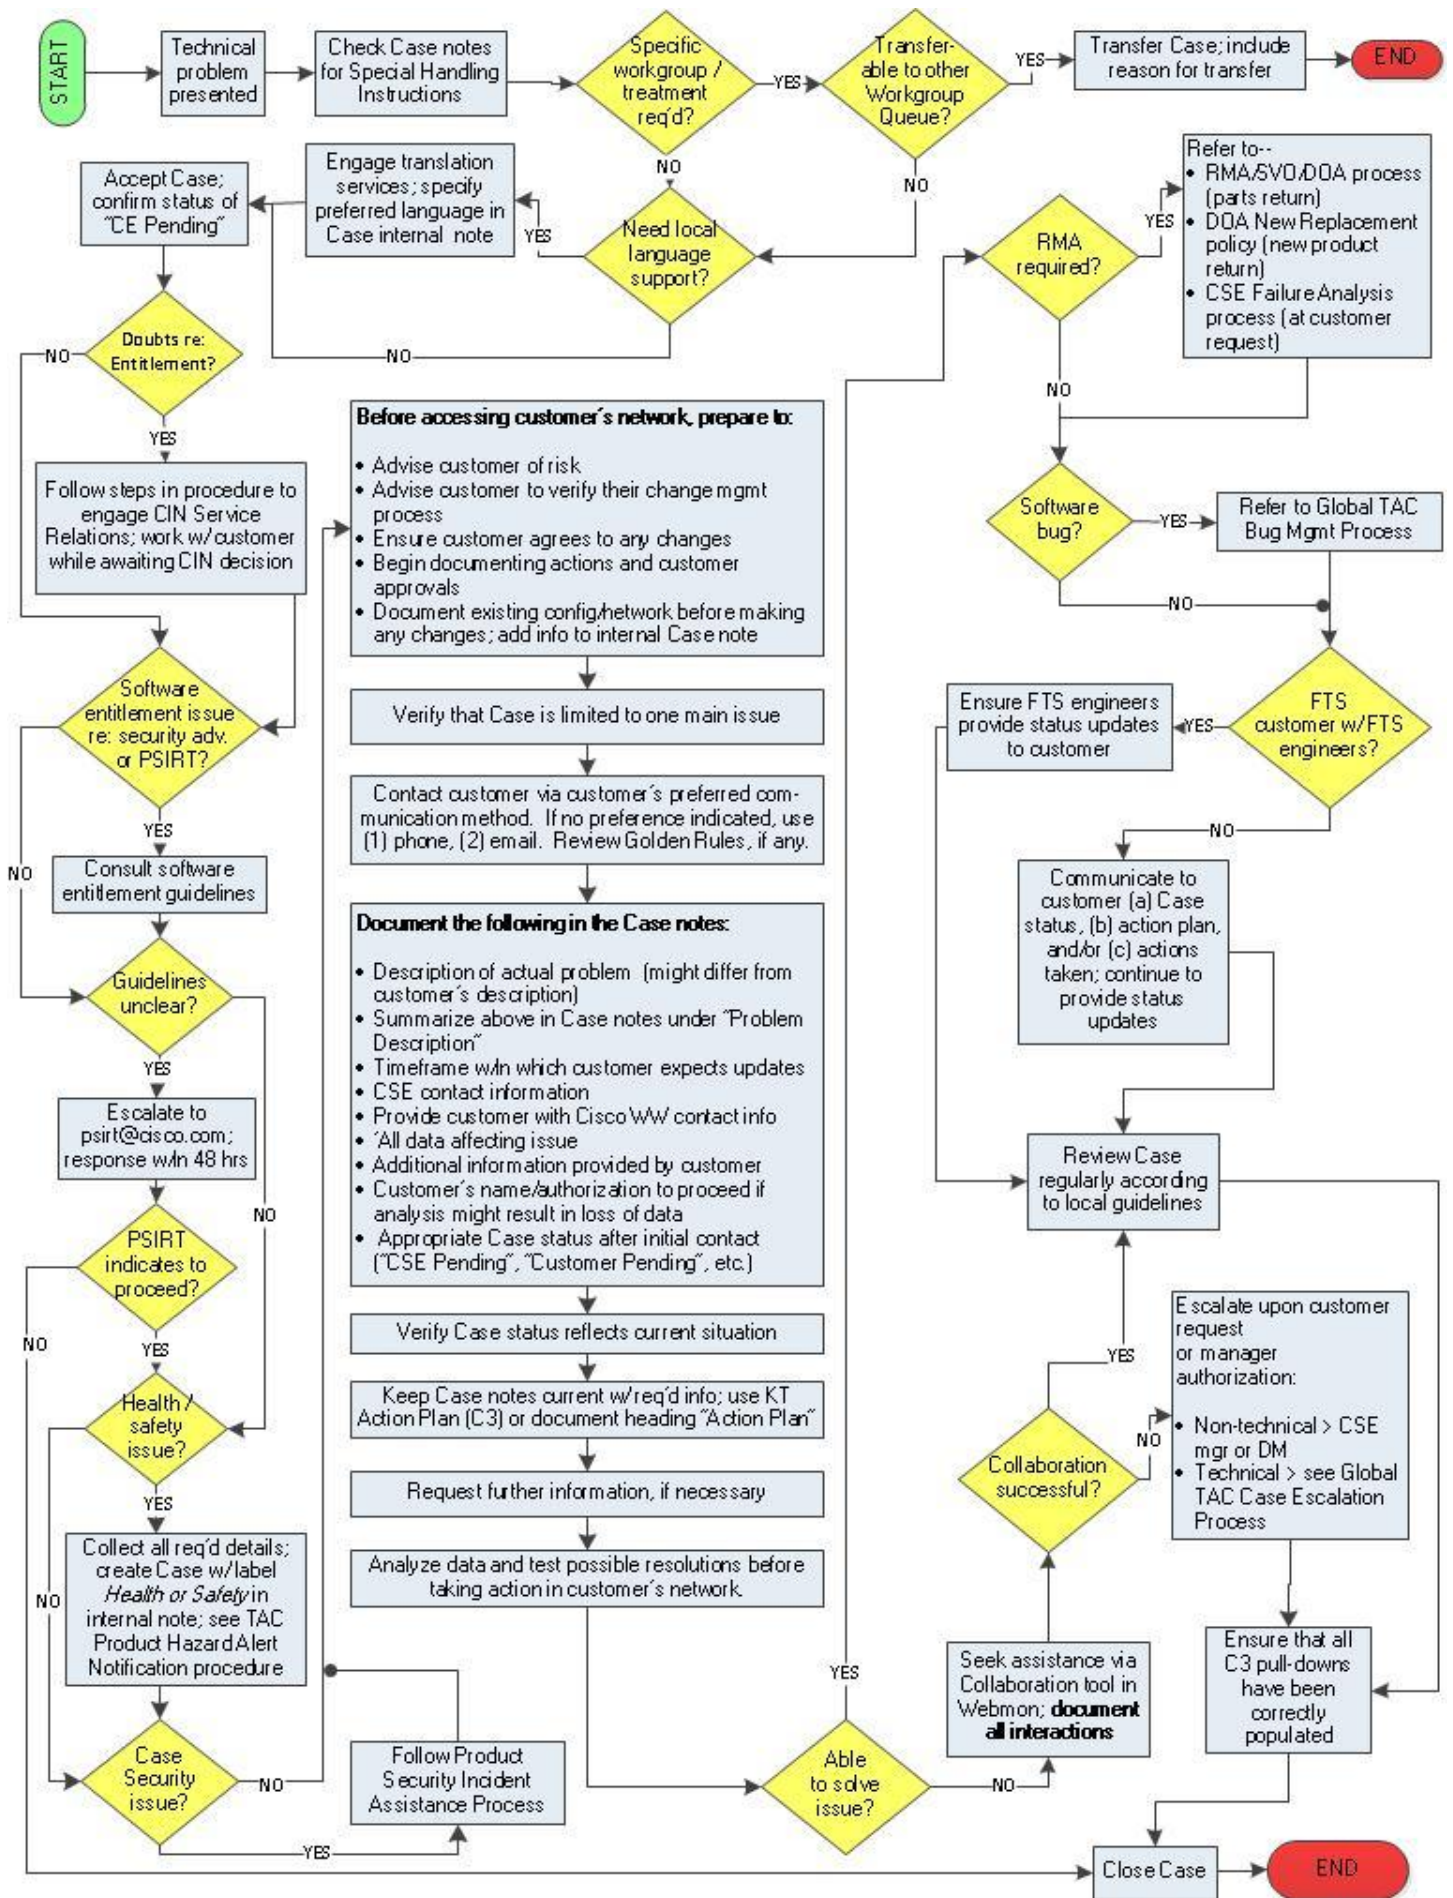 START
Technical
problem
presented
Check Case notes
for Special Handling
Instructions
Specific
workgroup /
treatment
req'd?
YES
Transfer-
able to other
Workgroup
Queue?
YES
Transfer Case; include
reason for transfer
END
NO
NO
Accept Case;
confirm status of
"CE Pending"
Engage translation
services; specify
preferred language in
Case internal note
YES
Need local
language
support?
NO
Doubts re:
Entitlement?
NO
YES
Follow steps in procedure to
engage CIN Service
Relations; work w/customer
while awaiting CIN decision
Software
entitlement issue
re: security adv.
or PSIRT?
NO
YES
Consult software
entitlement guidelines
Guidelines
unclear?
YES
NO
Escalate to
psirt@cisco.com;
response w/in 48 hrs
PSIRT
indicates to
proceed?
NO
YES
Health /
safety
issue?
NO
YES
Collect all req'd details;
create Case w/label
Health or Safety in
internal note; see TAC
Product Hazard Alert
Notification procedure
Case
Security
issue?
NO
YES
Follow Product
Security Incident
Assistance Process
Before accessing customer's network, prepare to:
• Advise customer of risk
• Advise customer to verify their change mgmt
process
• Ensure customer agrees to any changes
• Begin documenting actions and customer
approvals
• Document existing config/network before making
any changes; add info to internal Case note
Verify that Case is limited to one main issue
Contact customer via customer's preferred com-
munication method. If no preference indicated, use
(1) phone, (2) email. Review Golden Rules, if any.
Document the following in the Case notes:
• Description of actual problem (might differ from
customer's description)
• Summarize above in Case notes under "Problem
Description"
• Timeframe w/in which customer expects updates
• CSE contact information
• Provide customer with Cisco WW contact info
• 'All data affecting issue
• Additional information provided by customer
• Customer's name/authorization to proceed if
analysis might result in loss of data
• Appropriate Case status after initial contact
("CSE Pending", "Customer Pending", etc.)
Verify Case status reflects current situation
Keep Case notes current w/req'd info; use KT
Action Plan (C3) or document heading "Action Plan"
Request further information, if necessary
Analyze data and test possible resolutions before
taking action in customer's network.
Able
to solve
issue?
YES
NO
RMA
required?
YES
Refer to--
• RMA/SVO/DOA process
(parts return)
• DOA New Replacement
policy (new product
return)
• CSE Failure Analysis
process (at customer
request)
NO
Software
bug?
YES
Refer to Global TAC
Bug Mgmt Process
NO
FTS
customer w/FTS
engineers?
YES
Ensure FTS engineers
provide status updates
to customer
NO
Communicate to
customer (a) Case
status, (b) action plan,
and/or (c) actions
taken; continue to
provide status
updates
Review Case
regularly according
to local guidelines
YES
Collaboration
successful?
NO
Escalate upon customer
request
or manager
authorization:
• Non-technical > CSE
mgr or DM
• Technical > see Global
TAC Case Escalation
Process
Seek assistance via
Collaboration tool in
Webmon; document
all interactions
Ensure that all
C3 pull-downs
have been
correctly
populated
Close Case
END